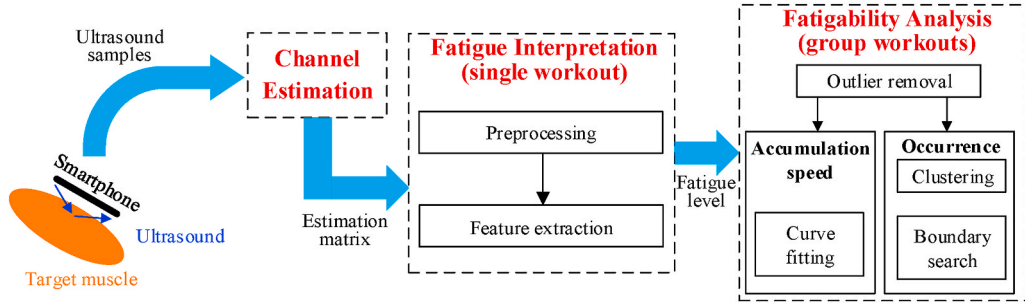 Ultrasound
samples
Smartphone
Ultrasound
Target muscle
Channel
Estimation
Estimation
matrix
Fatigue Interpretation
(single workout)
Preprocessing
Feature extraction
Fatigue
level
Fatigability Analysis
(group workouts)
Outlier removal
Accumulation
speed
Curve
fitting
Occurrence
Clustering
Boundary
search